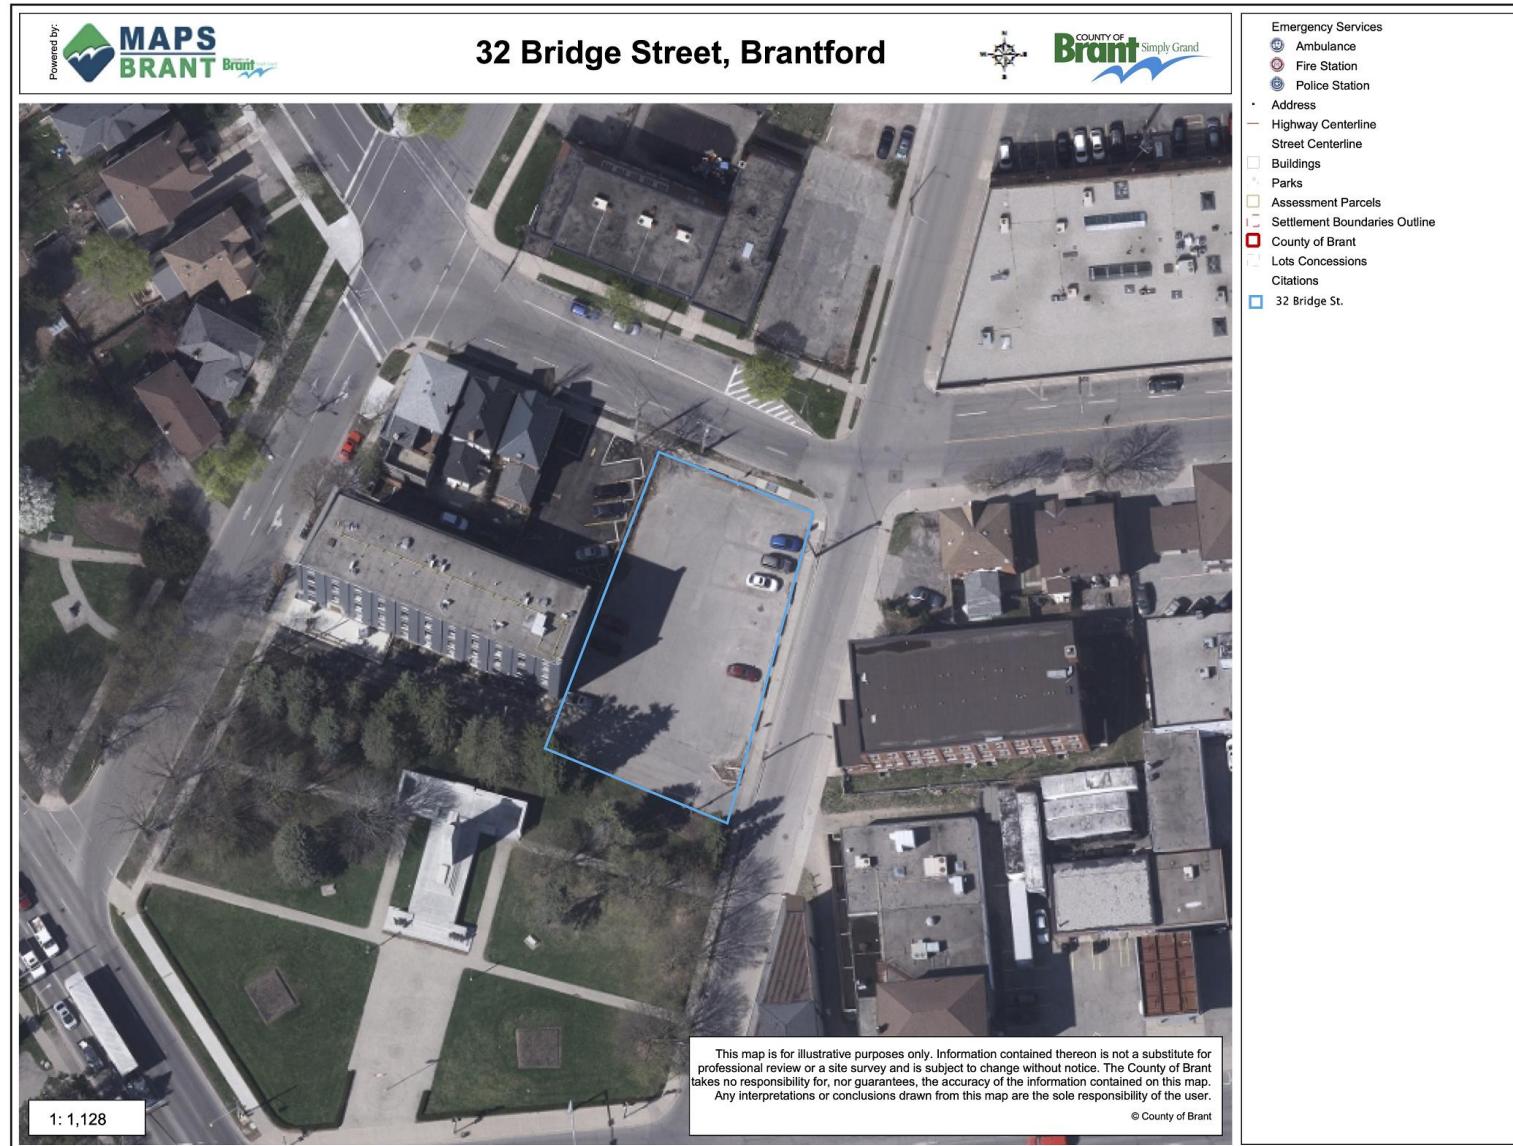 Powered by:
MAPS
BRANT
Brant
32 Bridge Street, Brantford
COUNTY OF
Brant Simply Grand
Emergency Services
Ambulance
Fire Station
Police Station
Address
Highway Centerline
Street Centerline
Buildings
Parks
Assessment Parcels
Settlement Boundaries Outline
County of Brant
Lots Concessions
Citations
32 Bridge St.
This map is for illustrative purposes only. Information contained thereon is not a substitute for
professional review or a site survey and is subject to change without notice. The County of Brant
takes no responsibility for, nor guarantees, the accuracy of the information contained on this map.
Any interpretations or conclusions drawn from this map are the sole responsibility of the user.
© County of Brant
1: 1,128